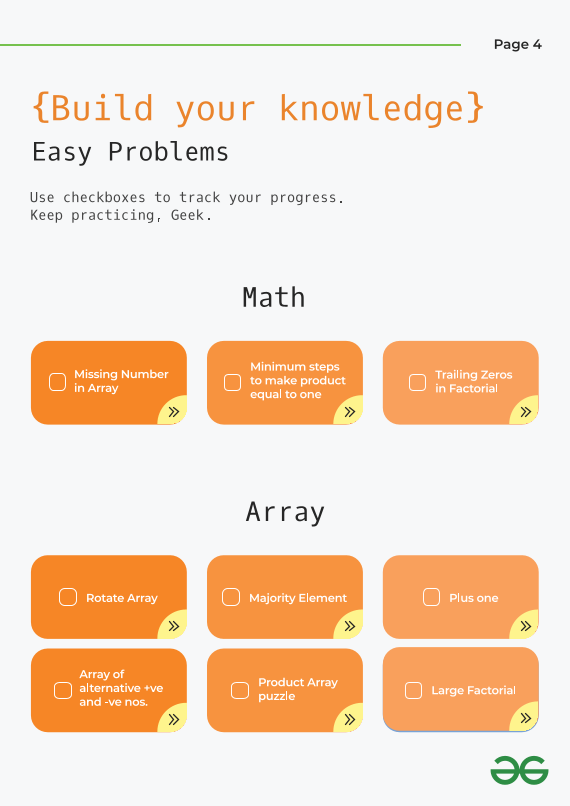 Page 4
{Build your knowledge}
Easy Problems
Use checkboxes to track your progress.
Keep practicing, Geek.
Math
Missing Number
in Array
Minimum steps
to make product
equal to one
Trailing Zeros
in Factorial
Array
Rotate Array
Majority Element
Plus one
Array of
alternative +ve
and -ve nos.
Product Array
puzzle
Large Factorial